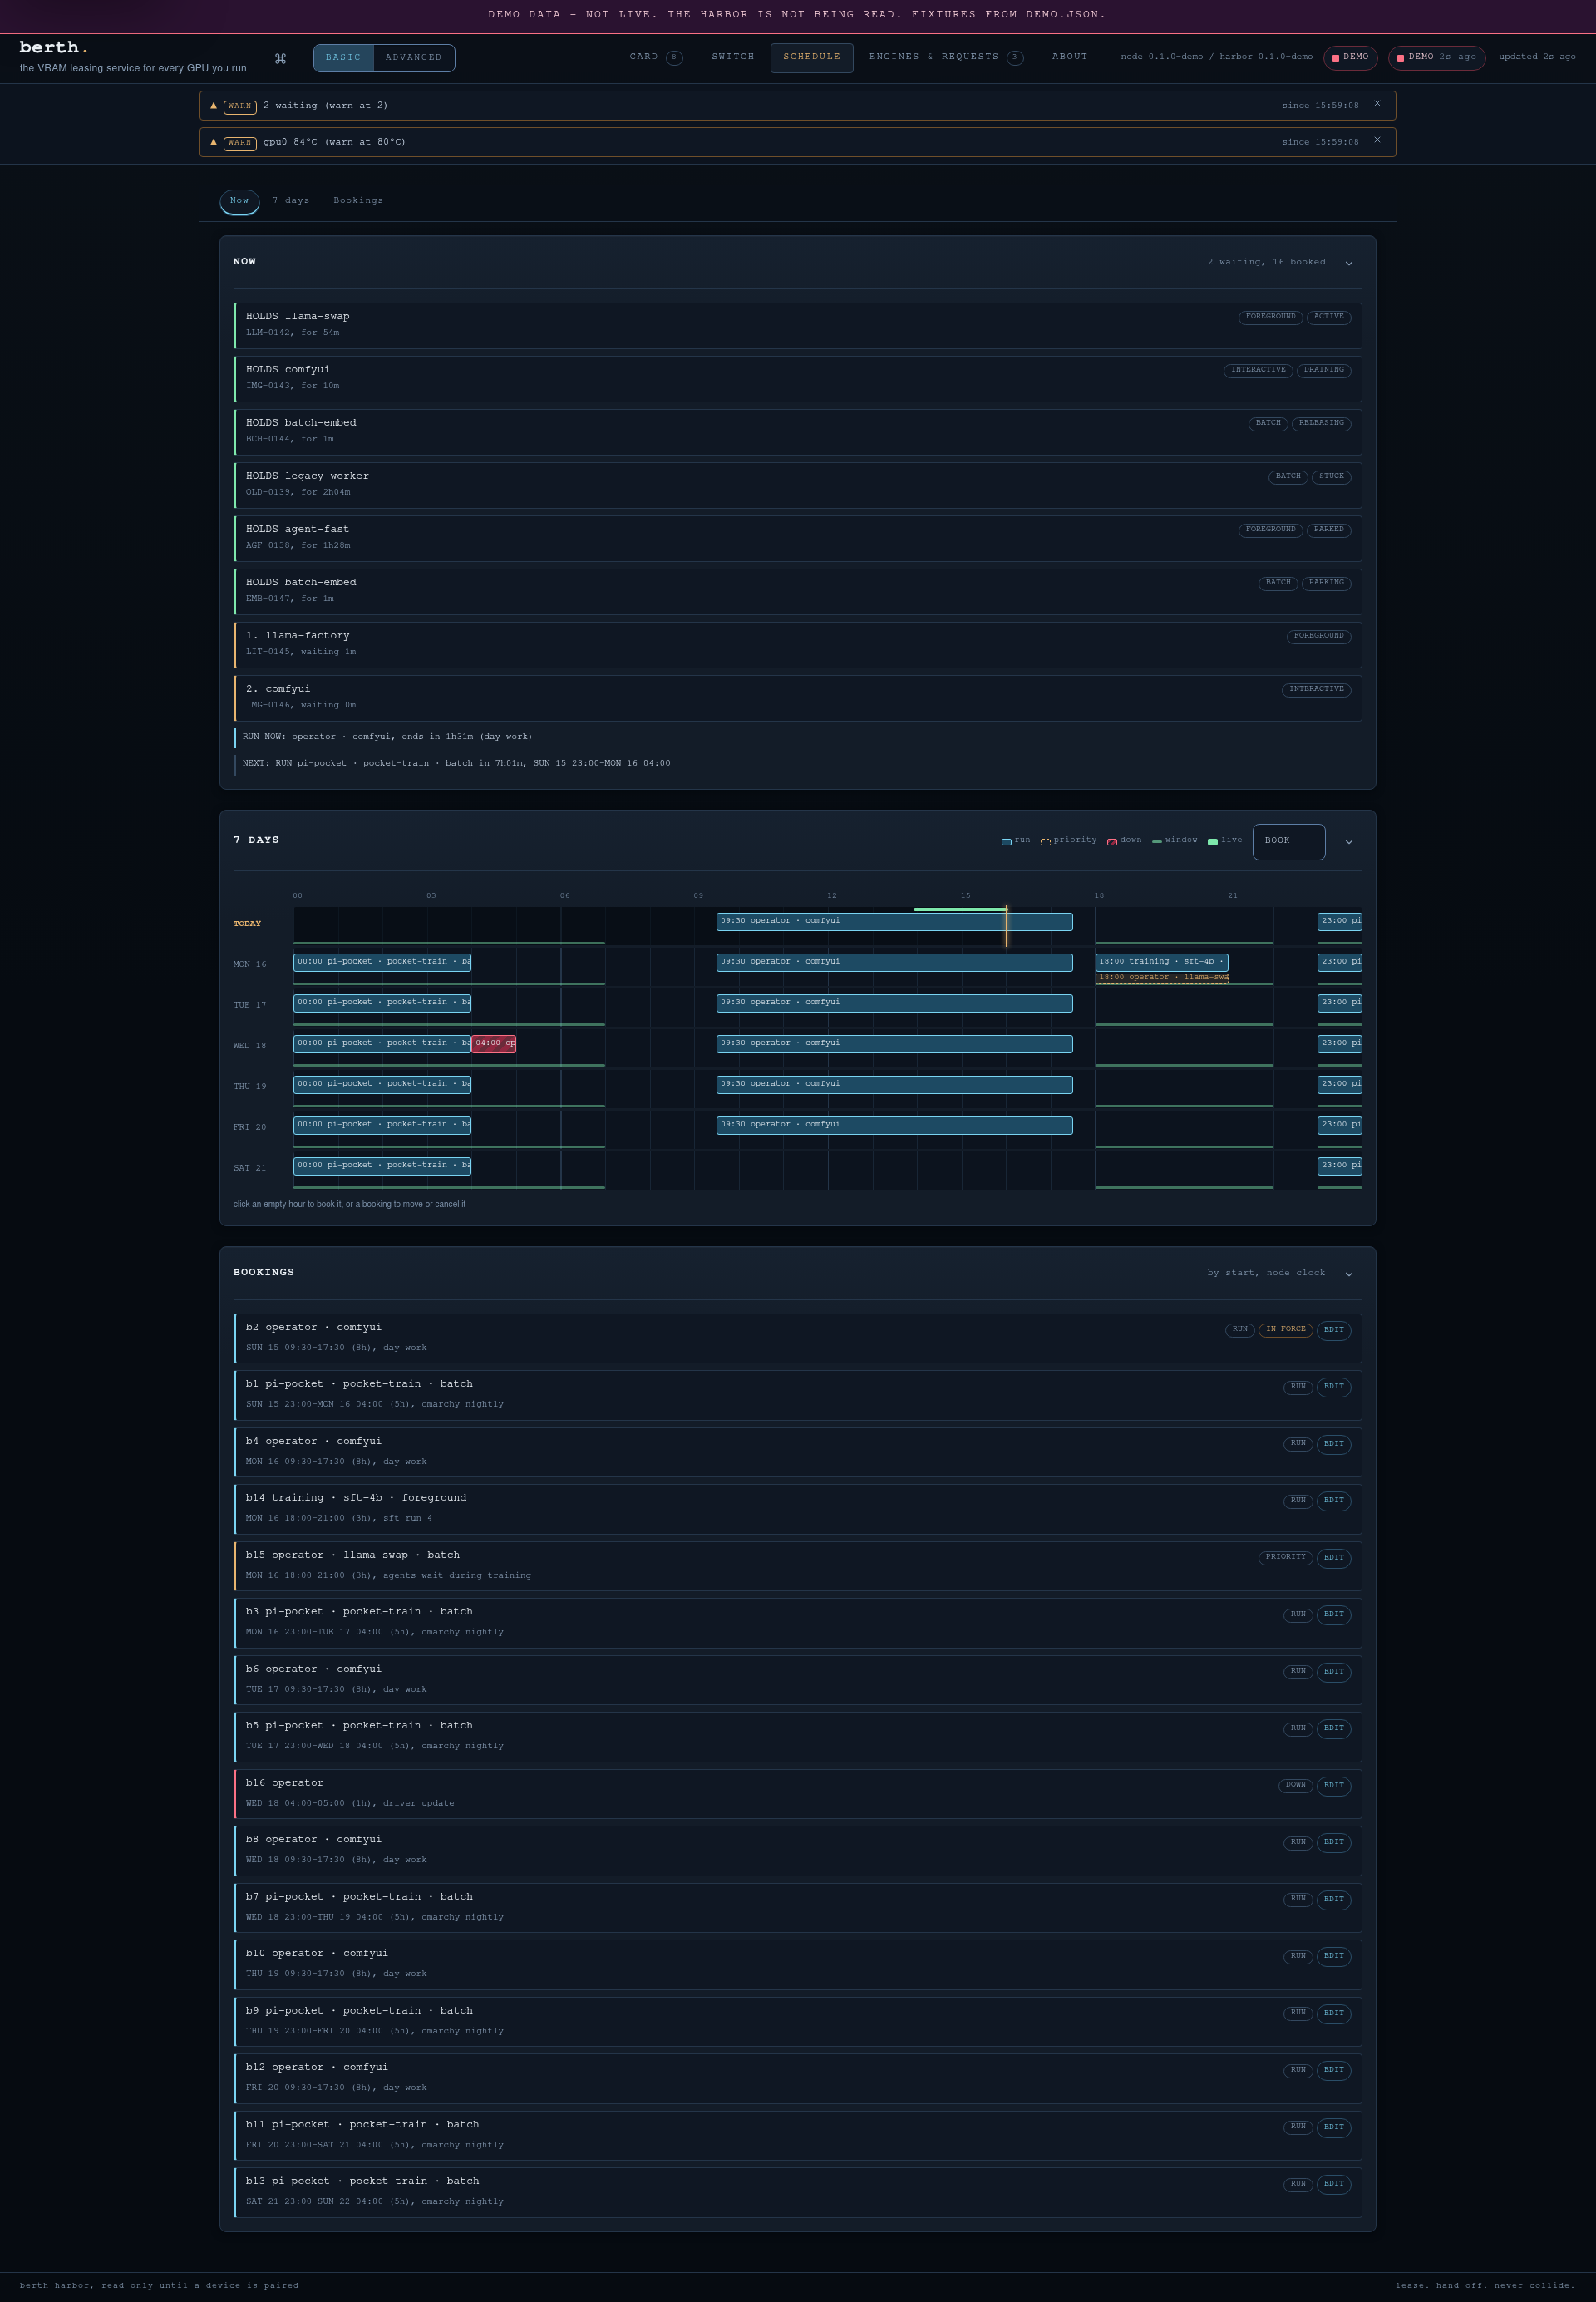 DEMO DATA - NOT LIVE. THE HARBOR IS NOT BEING READ. FIXTURES FROM DEMO.JSON.
berth.
the VRAM leasing service for every GPU you run
⌘
BASIC ADVANCED
CARD 8 SWITCH SCHEDULE ENGINES & REQUESTS 3 ABOUT
node 0.1.0-demo / harbor 0.1.0-demo DEMO DEMO 2s ago updated 2s ago
▲ WARN 2 waiting (warn at 2) since 15:59:08 ×
▲ WARN gpu0 84°C (warn at 80°C) since 15:59:08 ×
Now 7 days Bookings
NOW 2 waiting, 16 booked
HOLDS llama-swap FOREGROUND ACTIVE
LLM-0142, for 54m
HOLDS comfyui INTERACTIVE DRAINING
IMG-0143, for 10m
HOLDS batch-embed BATCH RELEASING
BCH-0144, for 1m
HOLDS legacy-worker BATCH STUCK
OLD-0139, for 2h04m
HOLDS agent-fast FOREGROUND PARKED
AGF-0138, for 1h28m
HOLDS batch-embed BATCH PARKING
EMB-0147, for 1m
1. llama-factory FOREGROUND
LIT-0145, waiting 1m
2. comfyui INTERACTIVE
IMG-0146, waiting 0m
RUN NOW: operator · comfyui, ends in 1h31m (day work)
NEXT: RUN pi-pocket · pocket-train · batch in 7h01m, SUN 15 23:00-MON 16 04:00
7 DAYS run priority down window live BOOK
00 03 06 09 12 15 18 21
TODAY 09:30 operator · comfyui 23:00 pi
MON 16 00:00 pi-pocket · pocket-train · ba 09:30 operator · comfyui 18:00 training · sft-4b · 23:00 pi
18:00 operator · llama-swa
TUE 17 00:00 pi-pocket · pocket-train · ba 09:30 operator · comfyui 23:00 pi
WED 18 00:00 pi-pocket · pocket-train · ba 04:00 op 09:30 operator · comfyui 23:00 pi
THU 19 00:00 pi-pocket · pocket-train · ba 09:30 operator · comfyui 23:00 pi
FRI 20 00:00 pi-pocket · pocket-train · ba 09:30 operator · comfyui 23:00 pi
SAT 21 00:00 pi-pocket · pocket-train · ba 23:00 pi
click an empty hour to book it, or a booking to move or cancel it
BOOKINGS by start, node clock
b2 operator · comfyui RUN IN FORCE EDIT
SUN 15 09:30-17:30 (8h), day work
b1 pi-pocket · pocket-train · batch RUN EDIT
SUN 15 23:00-MON 16 04:00 (5h), omarchy nightly
b4 operator · comfyui RUN EDIT
MON 16 09:30-17:30 (8h), day work
b14 training · sft-4b · foreground RUN EDIT
MON 16 18:00-21:00 (3h), sft run 4
b15 operator · llama-swap · batch PRIORITY EDIT
MON 16 18:00-21:00 (3h), agents wait during training
b3 pi-pocket · pocket-train · batch RUN EDIT
MON 16 23:00-TUE 17 04:00 (5h), omarchy nightly
b6 operator · comfyui RUN EDIT
TUE 17 09:30-17:30 (8h), day work
b5 pi-pocket · pocket-train · batch RUN EDIT
TUE 17 23:00-WED 18 04:00 (5h), omarchy nightly
b16 operator DOWN EDIT
WED 18 04:00-05:00 (1h), driver update
b8 operator · comfyui RUN EDIT
WED 18 09:30-17:30 (8h), day work
b7 pi-pocket · pocket-train · batch RUN EDIT
WED 18 23:00-THU 19 04:00 (5h), omarchy nightly
b10 operator · comfyui RUN EDIT
THU 19 09:30-17:30 (8h), day work
b9 pi-pocket · pocket-train · batch RUN EDIT
THU 19 23:00-FRI 20 04:00 (5h), omarchy nightly
b12 operator · comfyui RUN EDIT
FRI 20 09:30-17:30 (8h), day work
b11 pi-pocket · pocket-train · batch RUN EDIT
FRI 20 23:00-SAT 21 04:00 (5h), omarchy nightly
b13 pi-pocket · pocket-train · batch RUN EDIT
SAT 21 23:00-SUN 22 04:00 (5h), omarchy nightly
berth harbor, read only until a device is paired lease. hand off. never collide.